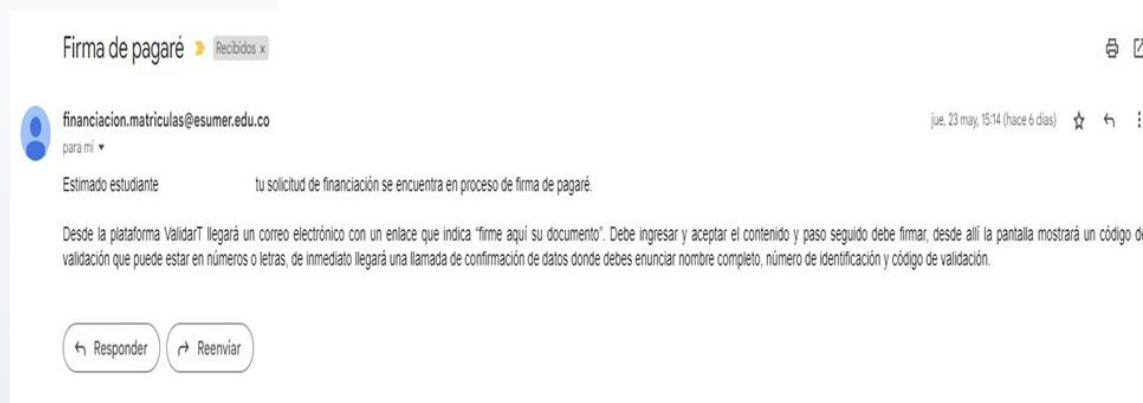 Firma de pagaré Recibidos x
financiacion.matriculas@esumer.edu.co jue, 23 may, 15:14 (hace 6 días)
para mí
Estimado estudiante tu solicitud de financiación se encuentra en proceso de firma de pagaré.
Desde la plataforma ValidarT llegará un correo electrónico con un enlace que indica “firme aquí su documento”. Debe ingresar y aceptar el contenido y paso seguido debe firmar, desde allí la pantalla mostrará un código de
validación que puede estar en números o letras, de inmediato llegará una llamada de confirmación de datos donde debes enunciar nombre completo, número de identificación y código de validación.
Responder Reenviar